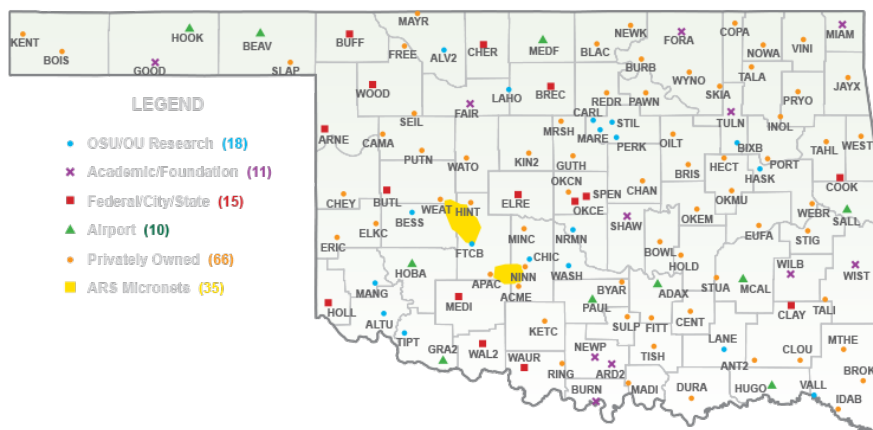 MAYR
NEWK
COPA
MIAM
KENT
HOOK
BEAV
BUFF
FREE
ALV2
CHER
MEDF
BLAC
FORA
NOWA
VINI
BOIS
GOOD
SLAP
BURB
WYNO
TALA
JAYX
LEGEND
WOOD
FAIR
LAHO
BREC
CARL
REDR
PAWN
SKIA
PRYO
OSU/OU Research (18)
ARNE
SEIL
CAMA
MRSH
STIL
MARE
PERK
OILT
TULN
BIXB
INOL
WEST
TAHL
Academic/Foundation (11)
PUTN
WATO
KIN2
GUTH
BRIS
HECT
PORT
HASK
COOK
Federal/City/State (15)
CHEY
BUTL
WEAT
HINT
ELRE
OKCN
SPEN
OKCE
CHAN
OKMU
WEBR
SALL
Airport (10)
BESS
SHAW
OKEM
ERIC
ELKC
FTCB
MINC
NRMN
BOWL
EUFA
STIG
Privately Owned (66)
HOBA
CHIC
WASH
HOLD
WILB
WIST
ARS Micronets (35)
MANG
APAC
NINN
ACME
BYAR
ADAX
STUA
MCAL
HOLL
ALTU
MEDI
PAUL
SULP
FITT
CENT
CLAY
TALI
TIPT
GRA2
WAL2
KETC
NEWP
TISH
LANE
MTHE
WAUR
RING
ARD2
ANT2
CLOU
BROK
BURN
MADI
DURA
HUGO
VALL
IDAB